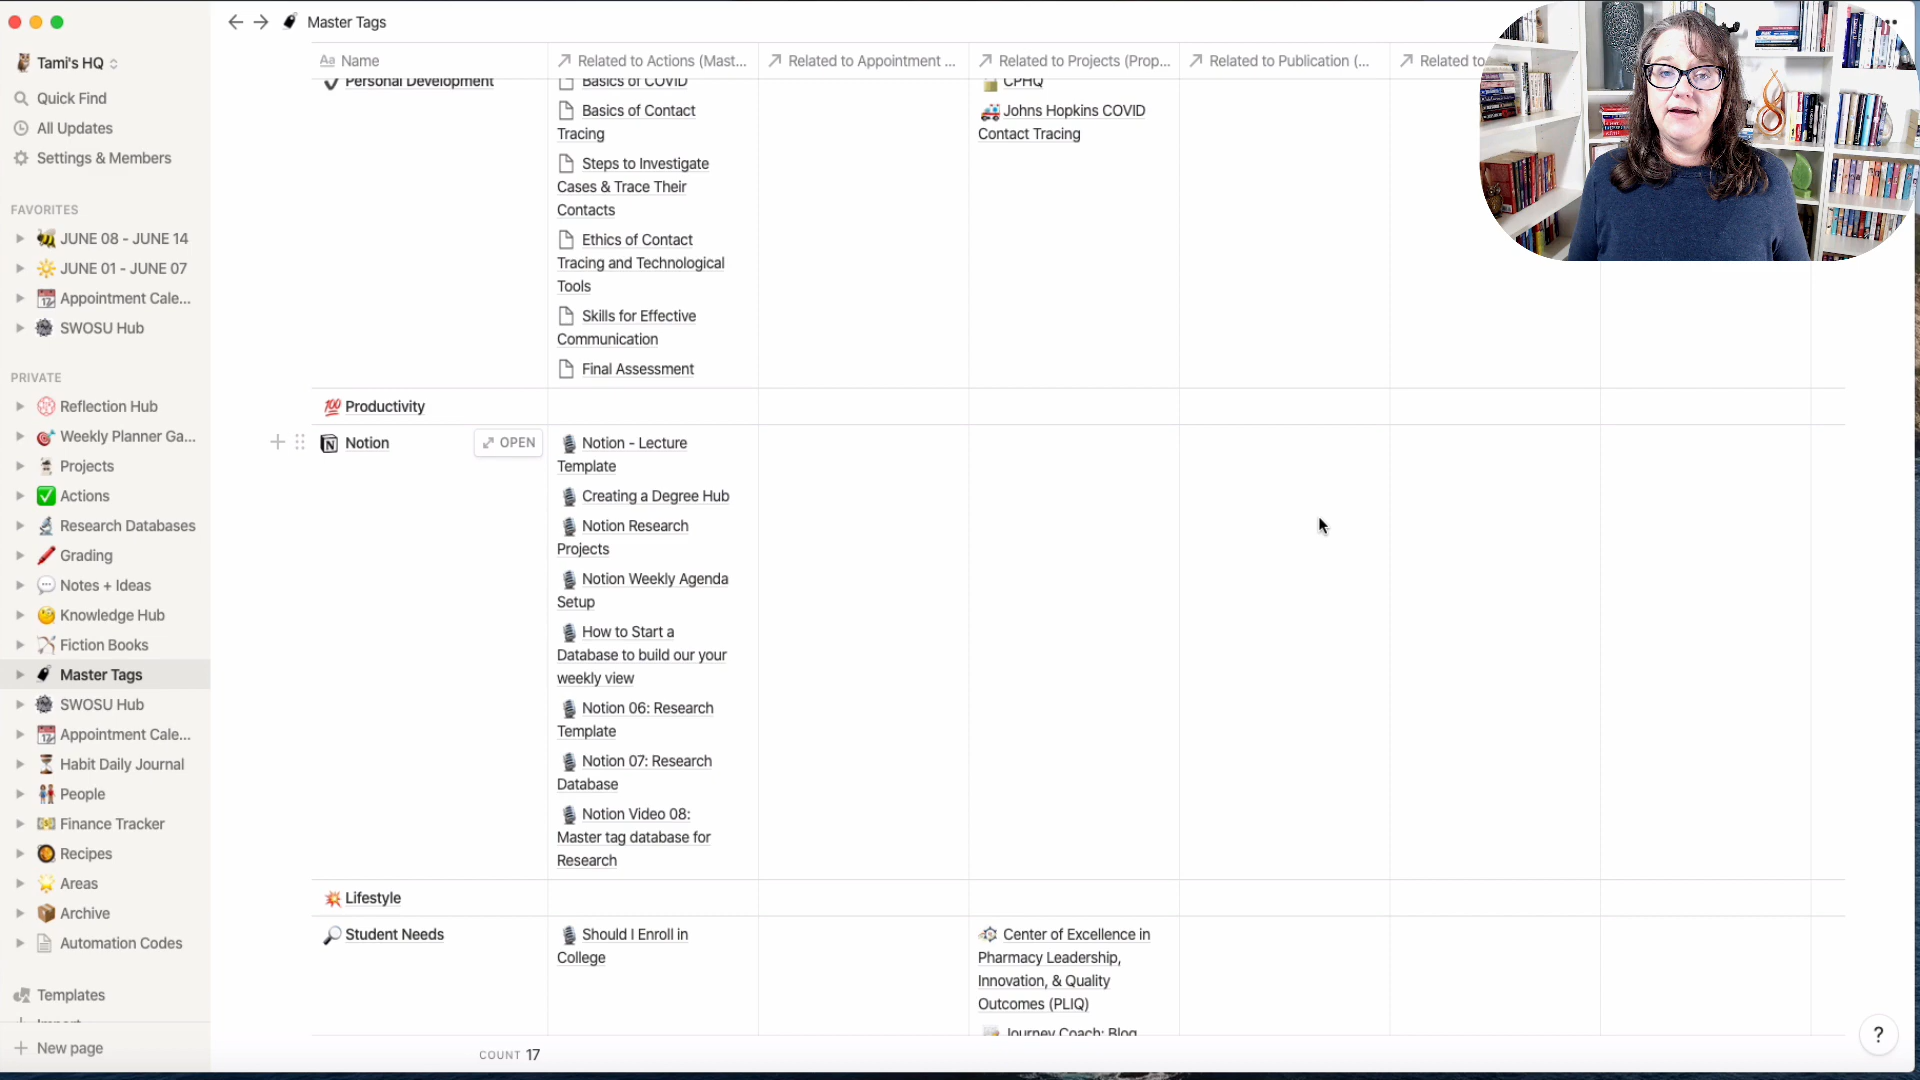 Master Tags
Tami's HQ
Quick Find
All Updates
Settings & Members
FAVORITES
JUNE 08 - JUNE 14
JUNE 01 - JUNE 07
Appointment Cale...
SWOSU Hub
PRIVATE
Reflection Hub
Weekly Planner Ga...
Projects
Actions
Research Databases
Grading
Notes + Ideas
Knowledge Hub
Fiction Books
Master Tags
SWOSU Hub
Appointment Cale...
Habit Daily Journal
People
Finance Tracker
Recipes
Areas
Archive
Automation Codes
Templates
Import
New page
Aa Name
Related to Actions (Mast...
Related to Appointment ...
Related to Projects (Prop...
Related to Publication (...
Related to
Personal Development
Basics of COVID
Basics of Contact
Tracing
Steps to Investigate
Cases & Trace Their
Contacts
Ethics of Contact
Tracing and Technological
Tools
Skills for Effective
Communication
Final Assessment
CPHQ
Johns Hopkins COVID
Contact Tracing
Productivity
Notion
OPEN
Notion - Lecture
Template
Creating a Degree Hub
Notion Research
Projects
Notion Weekly Agenda
Setup
How to Start a
Database to build our your
weekly view
Notion 06: Research
Template
Notion 07: Research
Database
Notion Video 08:
Master tag database for
Research
Lifestyle
Student Needs
Should I Enroll in
College
Center of Excellence in
Pharmacy Leadership,
Innovation, & Quality
Outcomes (PLIQ)
Journey Coach: Blog
COUNT 17
?